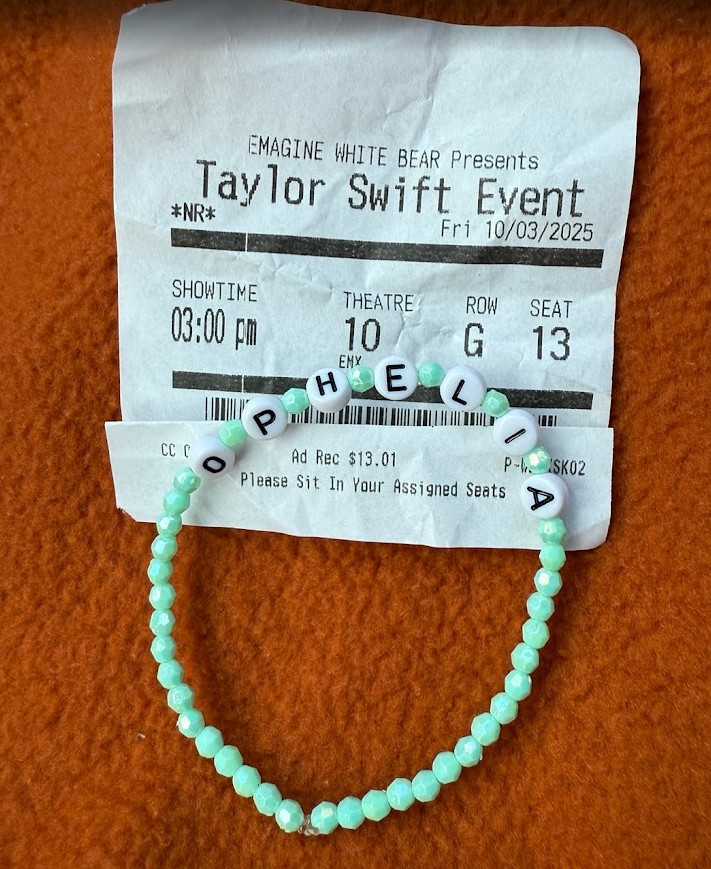 EMAGINE WHITE BEAR Presents
Taylor Swift Event
*NR*
Fri 10/03/2025
SHOWTIME THEATRE ROW SEAT
03:00 pm 10 G 13
EMX
OPHELIA
CC
Ad Rec $13.01
Please Sit In Your Assigned Seats